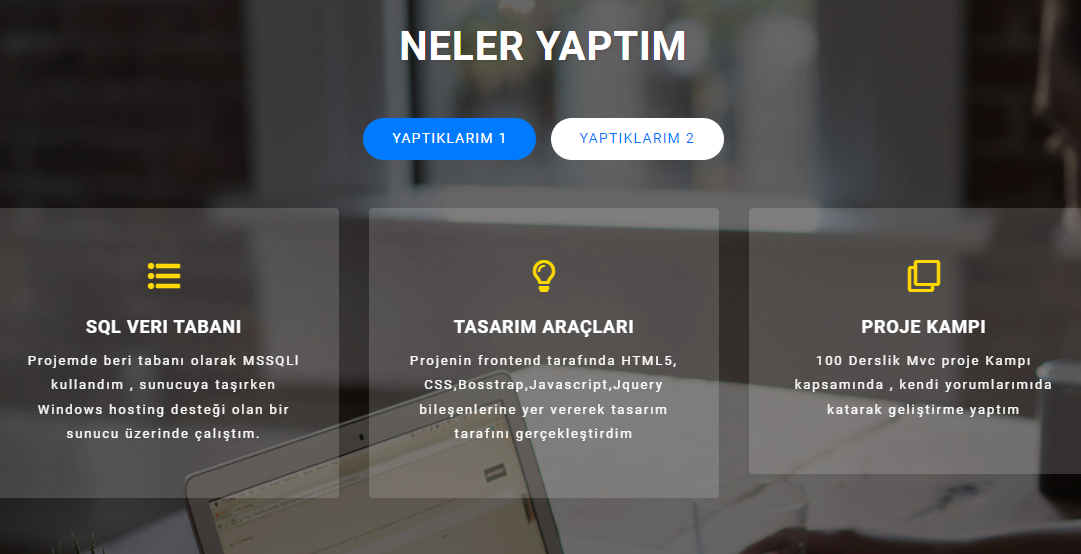 NELER YAPTIM
YAPTIKLARIM 1
YAPTIKLARIM 2
SQL VERI TABANI
Projemde beri tabanı olarak MSSQLl
kullandım , sunucuya taşırken
Windows hosting desteği olan bir
sunucu üzerinde çalıştım.
TASARIM ARAÇLARI
Projenin frontend tarafında HTML5,
CSS,Bosstrap,Javascript,Jquery
bileşenlerine yer vererek tasarım
tarafını gerçekleştirdim
PROJE KAMPI
100 Derslik Mvc proje Kampı
kapsamında , kendi yorumlarımıda
katarak geliştirme yaptım